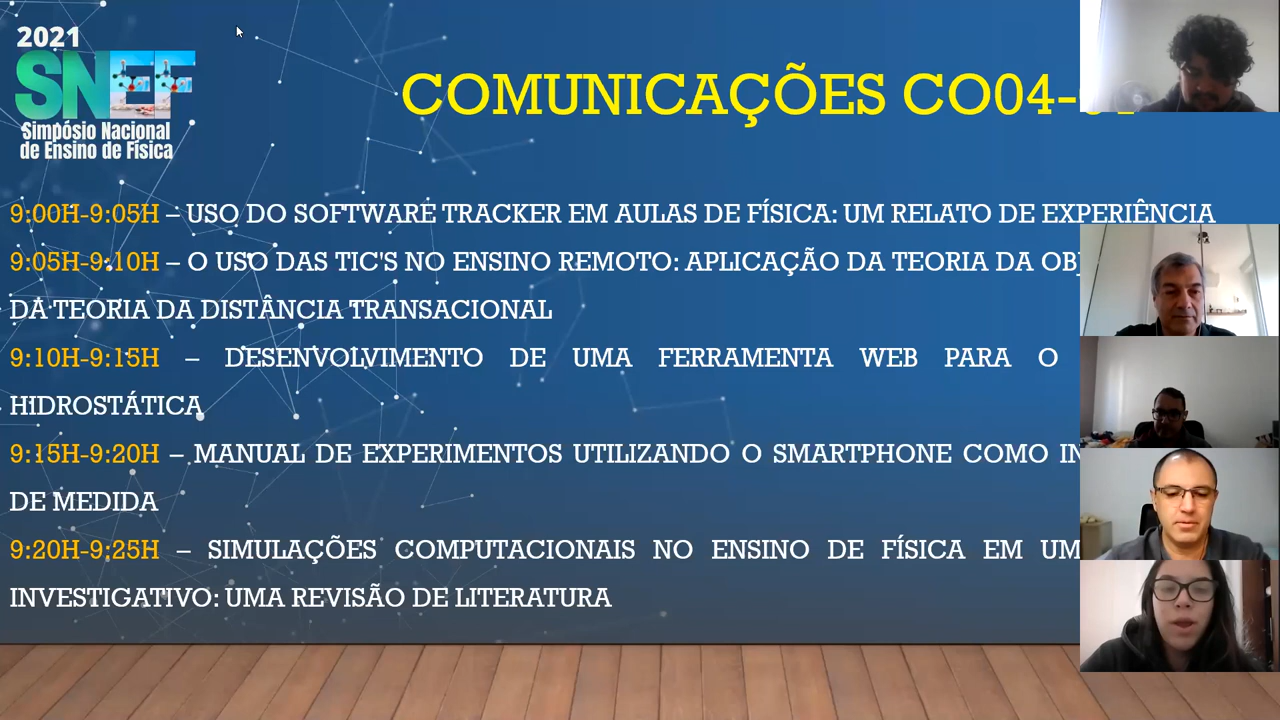 2021
SNEF
Simpósio Nacional
de Ensino de Física
COMUNICAÇÕES CO04-
9:00H-9:05H – USO DO SOFTWARE TRACKER EM AULAS DE FÍSICA: UM RELATO DE EXPERIÊNCIA
9:05H-9:10H – O USO DAS TIC'S NO ENSINO REMOTO: APLICAÇÃO DA TEORIA DA
DA TEORIA DA DISTÂNCIA TRANSACIONAL
9:10H-9:15H – DESENVOLVIMENTO DE UMA FERRAMENTA WEB PARA O
HIDROSTÁTICA
9:15H-9:20H – MANUAL DE EXPERIMENTOS UTILIZANDO O SMARTPHONE COMO
DE MEDIDA
9:20H-9:25H – SIMULAÇÕES COMPUTACIONAIS NO ENSINO DE FÍSICA EM
INVESTIGATIVO: UMA REVISÃO DE LITERATURA